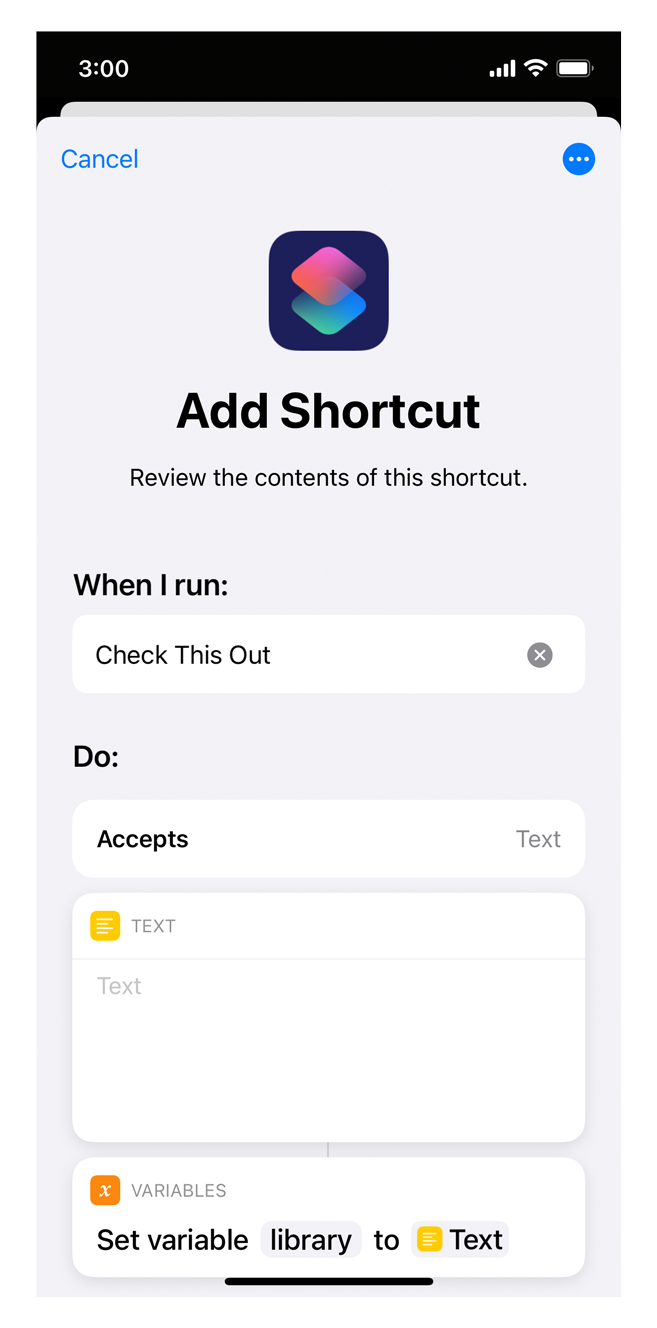 3:00
Cancel
Add Shortcut
Review the contents of this shortcut.
When I run:
Check This Out
Do:
Accepts Text
TEXT
Text
x VARIABLES
Set variable library to Text